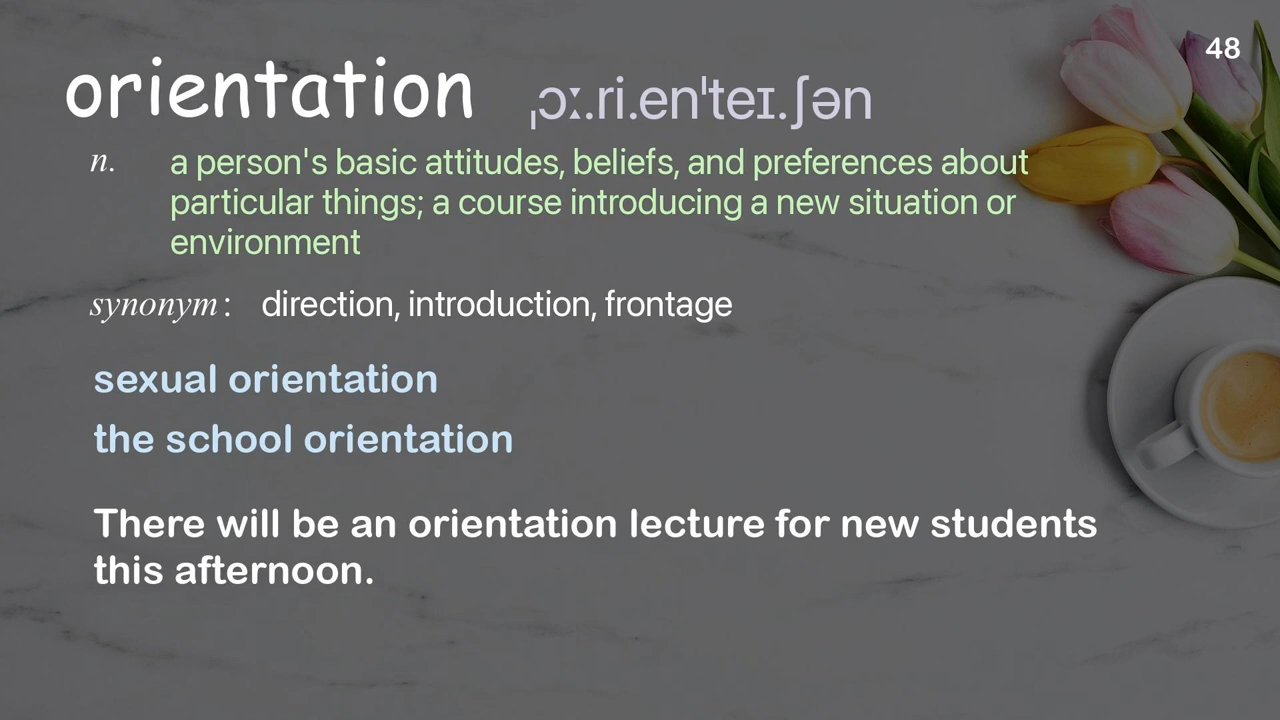 48
orientation ˌɔː.ri.enˈteɪ.ʃən
n. a person's basic attitudes, beliefs, and preferences about
particular things; a course introducing a new situation or
environment
synonym: direction, introduction, frontage
sexual orientation
the school orientation
There will be an orientation lecture for new students
this afternoon.